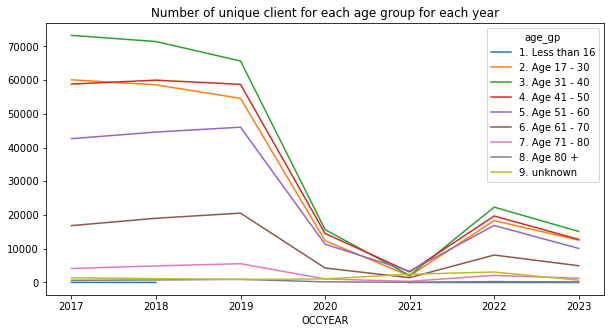 Number of unique client for each age group for each year
age_gp
1. Less than 16
2. Age 17 - 30
3. Age 31 - 40
4. Age 41 - 50
5. Age 51 - 60
6. Age 61 - 70
7. Age 71 - 80
8. Age 80 +
9. unknown
70000
60000
50000
40000
30000
20000
10000
0
2017 2018 2019 2020 2021 2022 2023
OCCYEAR